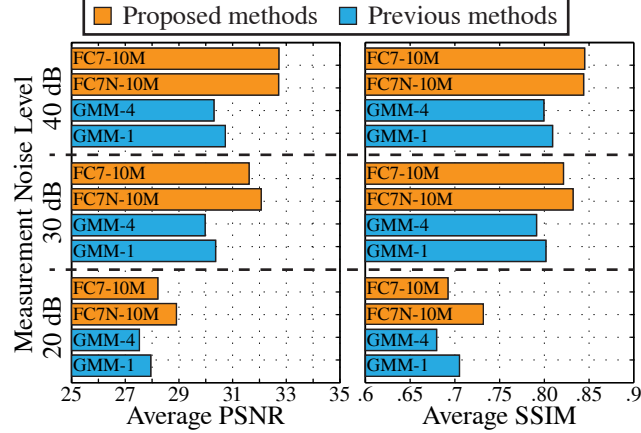 Proposed methods Previous methods
Measurement Noise Level
40 dB
FC7-10M
FC7N-10M
GMM-4
GMM-1
FC7-10M
FC7N-10M
GMM-4
GMM-1
30 dB
FC7-10M
FC7N-10M
GMM-4
GMM-1
FC7-10M
FC7N-10M
GMM-4
GMM-1
20 dB
FC7-10M
FC7N-10M
GMM-4
GMM-1
FC7-10M
FC7N-10M
GMM-4
GMM-1
25 27 29 31 33 35
Average PSNR
.6 .65 .7 .75 .80 .85 .9
Average SSIM